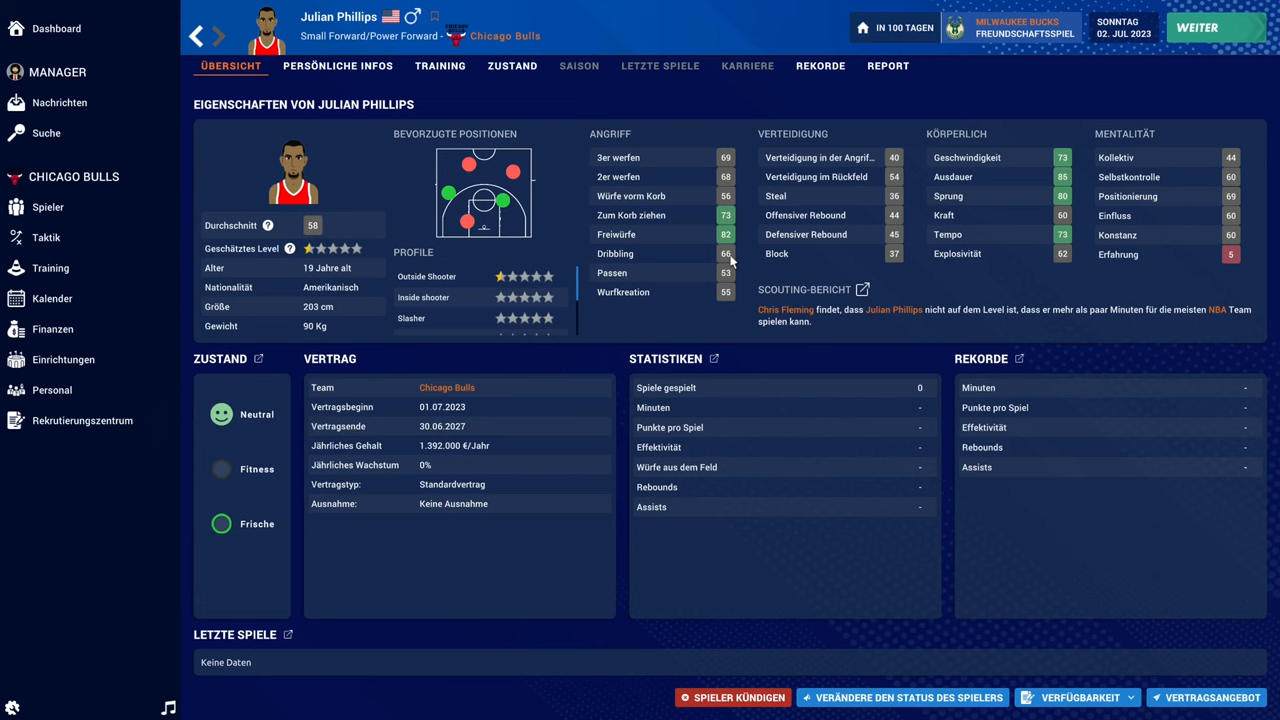 Dashboard
MANAGER
Nachrichten
Suche
CHICAGO BULLS
Spieler
Taktik
Training
Kalender
Finanzen
Einrichtungen
Personal
Rekrutierungszentrum
Julian Phillips
Small Forward/Power Forward - Chicago Bulls
IN 100 TAGEN
MILWAUKEE BUCKS
FREUNDSCHAFTSSPIEL
SONNTAG
02. JUL 2023
WEITER
ÜBERSICHT PERSÖNLICHE INFOS TRAINING ZUSTAND SAISON LETZTE SPIELE KARRIERE REKORDE REPORT
EIGENSCHAFTEN VON JULIAN PHILLIPS
Durchschnitt ? 58
Geschätztes Level ?
Alter 19 Jahre alt
Nationalität Amerikanisch
Größe 203 cm
Gewicht 90 Kg
BEVORZUGTE POSITIONEN
PROFILE
Outside Shooter
Inside shooter
Slasher
ANGRIFF
3er werfen 69
2er werfen 68
Würfe vorm Korb 56
Zum Korb ziehen 73
Freiwürfe 82
Dribbling 66
Passen 53
Wurfkreation 55
VERTEIDIGUNG
Verteidigung in der Angrif... 40
Verteidigung im Rückfeld 54
Steal 36
Offensiver Rebound 44
Defensiver Rebound 45
Block 37
KÖRPERLICH
Geschwindigkeit 73
Ausdauer 85
Sprung 80
Kraft 60
Tempo 73
Explosivität 62
MENTALITÄT
Kollektiv 44
Selbstkontrolle 60
Positionierung 69
Einfluss 60
Konstanz 60
Erfahrung 5
SCOUTING-BERICHT
Chris Fleming findet, dass Julian Phillips nicht auf dem Level ist, dass er mehr als paar Minuten für die meisten NBA Team
spielen kann.
ZUSTAND
Neutral
Fitness
Frische
VERTRAG
Team Chicago Bulls
Vertragsbeginn 01.07.2023
Vertragsende 30.06.2027
Jährliches Gehalt 1.392.000 €/Jahr
Jährliches Wachstum 0%
Vertragstyp: Standardvertrag
Ausnahme: Keine Ausnahme
STATISTIKEN
Spiele gespielt 0
Minuten -
Punkte pro Spiel -
Effektivität -
Würfe aus dem Feld -
Rebounds -
Assists -
REKORDE
Minuten -
Punkte pro Spiel -
Effektivität -
Rebounds -
Assists -
LETZTE SPIELE
Keine Daten
SPIELER KÜNDIGEN
VERÄNDERE DEN STATUS DES SPIELERS
VERFÜGBARKEIT
VERTRAGSANGEBOT